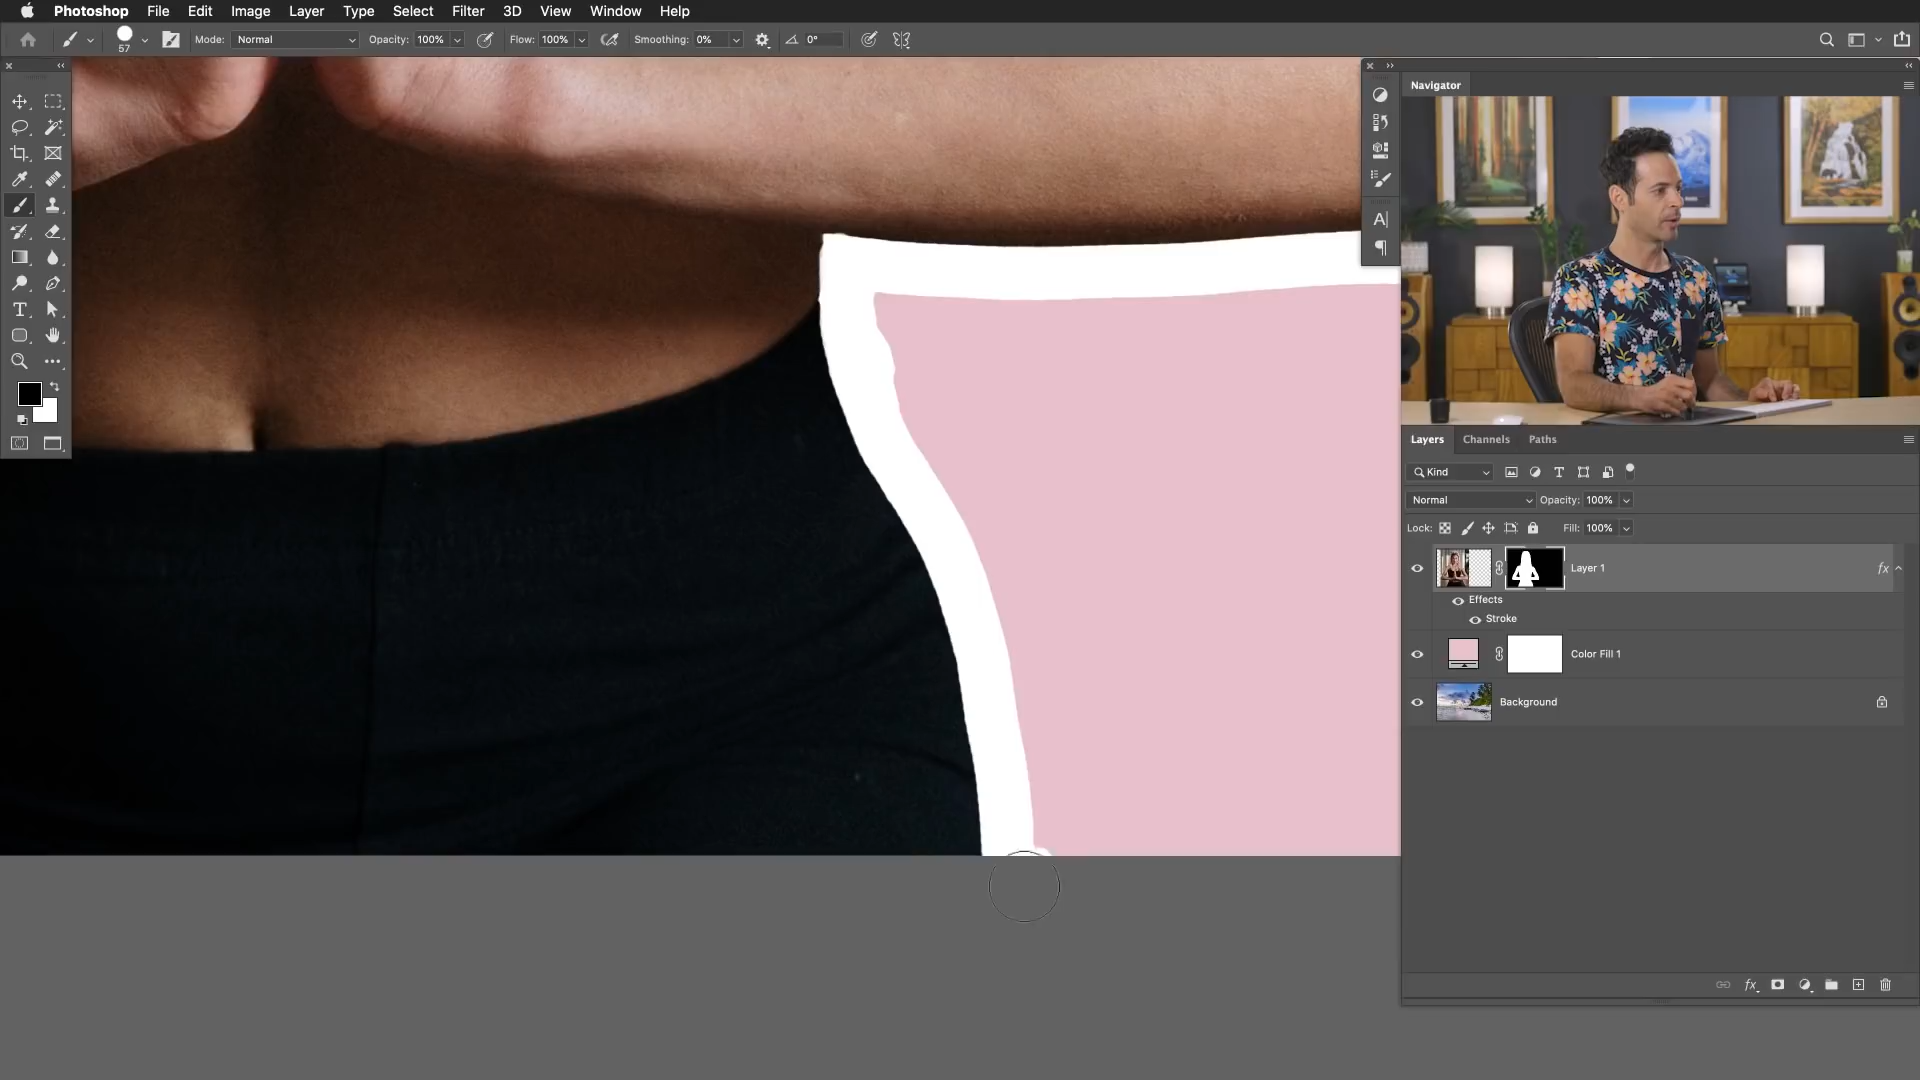 Photoshop File Edit Image Layer Type Select Filter 3D View Window Help
57 Mode: Normal Opacity: 100% Flow: 100% Smoothing: 0% 0°
Navigator
Layers Channels Paths
Kind
Normal Opacity: 100%
Lock: Fill: 100%
Layer 1 fx
Effects
Stroke
Color Fill 1
Background
fx